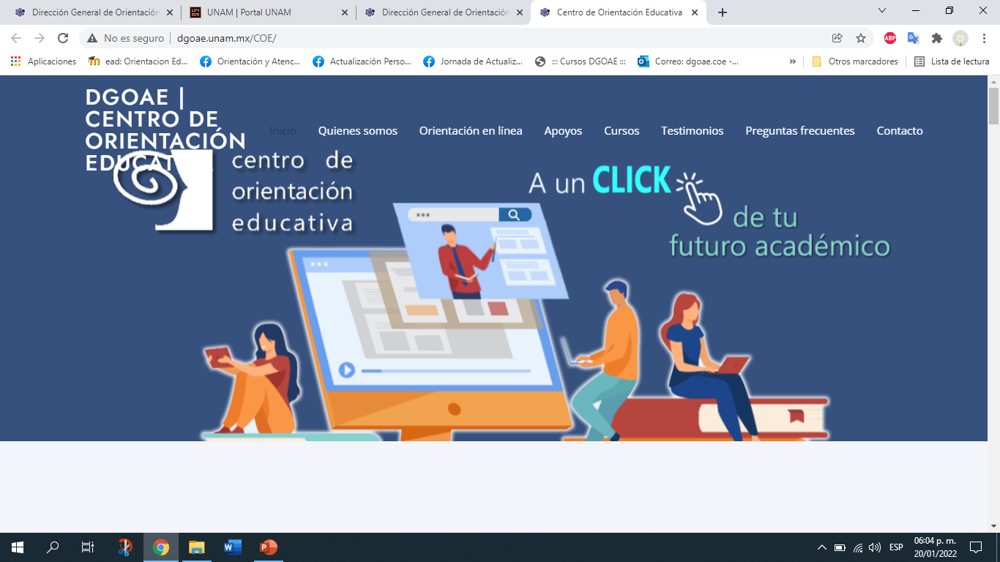 Dirección General de Orientación
UNAM | Portal UNAM
Dirección General de Orientación
Centro de Orientación Educativa
No es seguro
dgoae.unam.mx/COE/
ABP
Aplicaciones
ead: Orientacion Ed...
Orientación y Atenc...
Actualización Perso...
Jornada de Actualiz...
::: Cursos DGOAE :::
Correo: dgoae.coe -...
»
Otros marcadores
Lista de lectura
DGOAE |
CENTRO DE
ORIENTACIÓN
EDUCATIVA
Inicio
Quienes somos
Orientación en línea
Apoyos
Cursos
Testimonios
Preguntas frecuentes
Contacto
centro de
orientación
educativa
A un CLICK
de tu
futuro académico
ESP
06:04 p. m.
20/01/2022